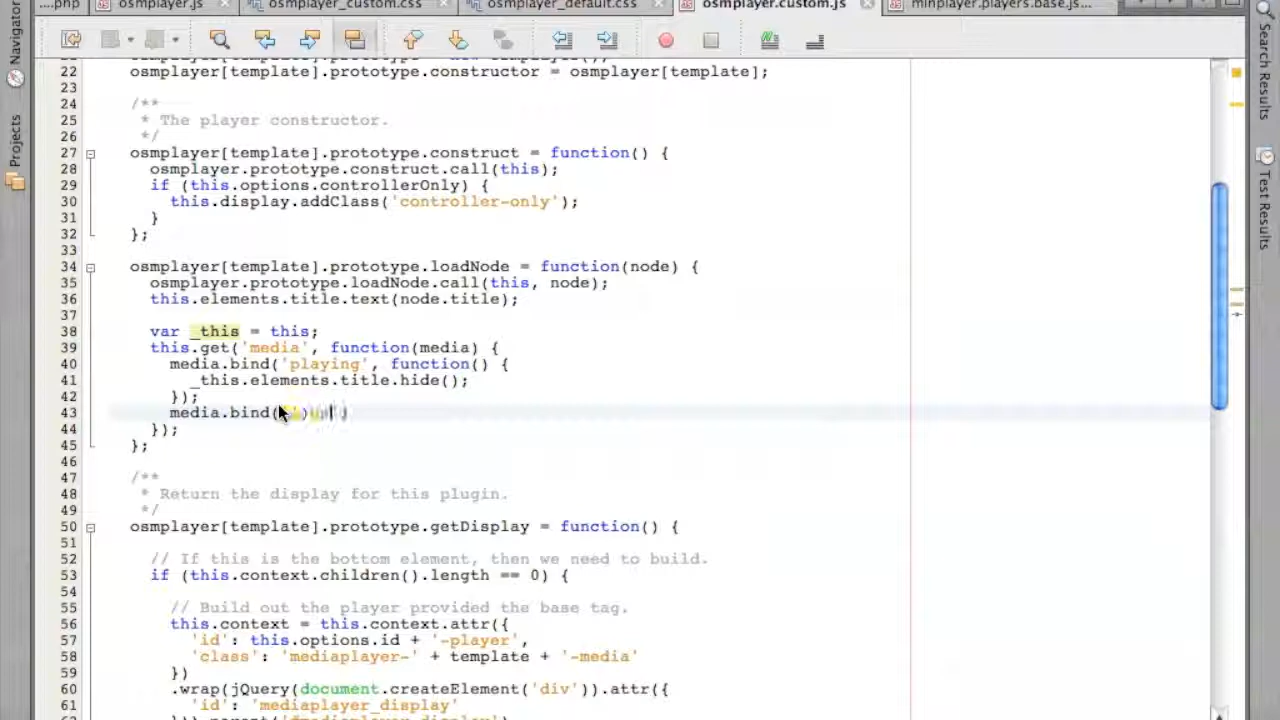 ....php
osmplayer.js
osmplayer_custom.css
osmplayer_default.css
osmplayer.custom.js
minplayer.players.base.js...
Navigator
Projects
Search Results
Test Results
22 osmplayer[template].prototype.constructor = osmplayer[template];
23
24 /**
25 * The player constructor.
26 */
27 osmplayer[template].prototype.construct = function() {
28 osmplayer.prototype.construct.call(this);
29 if (this.options.controllerOnly) {
30 this.display.addClass('controller-only');
31 }
32 };
33
34 osmplayer[template].prototype.loadNode = function(node) {
35 osmplayer.prototype.loadNode.call(this, node);
36 this.elements.title.text(node.title);
37
38 var _this = this;
39 this.get('media', function(media) {
40 media.bind('playing', function() {
41 _this.elements.title.hide();
42 });
43 media.bind(
44 });
45 };
46
47 /**
48 * Return the display for this plugin.
49 */
50 osmplayer[template].prototype.getDisplay = function() {
51
52 // If this is the bottom element, then we need to build.
53 if (this.context.children().length == 0) {
54
55 // Build out the player provided the base tag.
56 this.context = this.context.attr({
57 'id': this.options.id + '-player',
58 'class': 'mediaplayer-' + template + '-media'
59 })
60 .wrap(jQuery(document.createElement('div')).attr({
61 'id': 'mediaplayer_display'